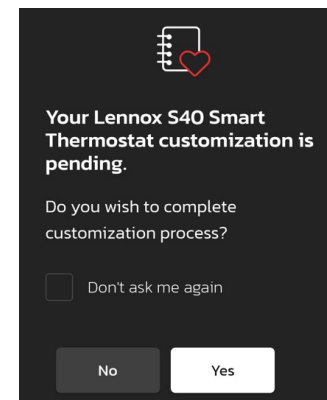 Your Lennox S40 Smart
Thermostat customization is
pending.
Do you wish to complete
customization process?
Don't ask me again
No
Yes